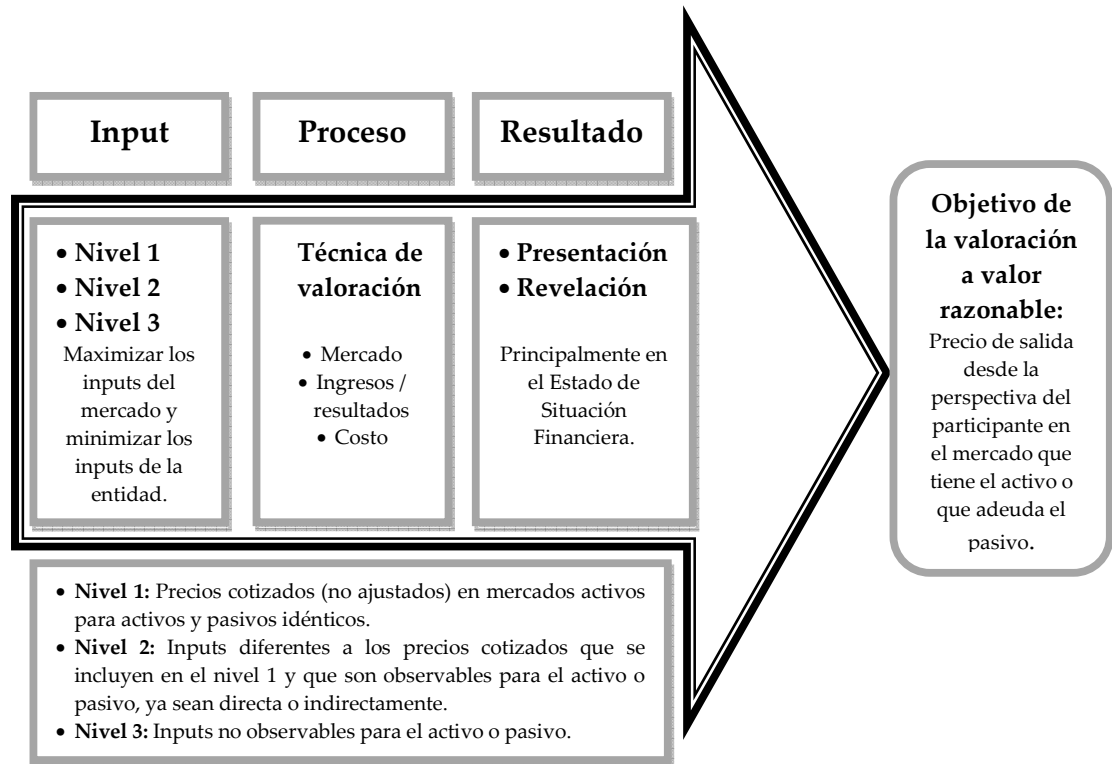 Input
Proceso
Resultado
• Nivel 1
• Nivel 2
• Nivel 3
Maximizar los
inputs del
mercado y
minimizar los
inputs de la
entidad.
Técnica de
valoración
• Mercado
• Ingresos /
resultados
• Costo
• Presentación
• Revelación
Principalmente en
el Estado de
Situación
Financiera.
Objetivo de
la valoración
a valor
razonable:
Precio de salida
desde la
perspectiva del
participante en
el mercado que
tiene el activo o
que adeuda el
pasivo.
• Nivel 1: Precios cotizados (no ajustados) en mercados activos
para activos y pasivos idénticos.
• Nivel 2: Inputs diferentes a los precios cotizados que se
incluyen en el nivel 1 y que son observables para el activo o
pasivo, ya sean directa o indirectamente.
• Nivel 3: Inputs no observables para el activo o pasivo.